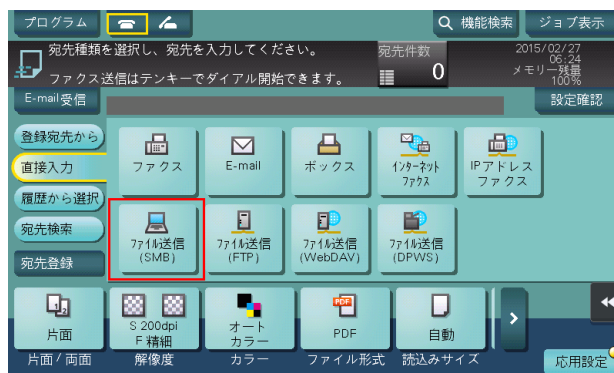 プログラム
機能検索
ジョブ表示
宛先種類を選択し、宛先を入力してください。
ファクス送信はテンキーでダイアル開始できます。
宛先件数
0
2015/02/27
06:24
メモリー残量
100%
E-mail受信
設定確認
登録宛先から
直接入力
履歴から選択
宛先検索
宛先登録
ファクス
E-mail
ボックス
インターネット
ファクス
IPアドレス
ファクス
ファイル送信
(SMB)
ファイル送信
(FTP)
ファイル送信
(WebDAV)
ファイル送信
(DPWS)
片面
S 200dpi
F 精細
オート
カラー
PDF
PDF
自動
片面 / 両面
解像度
カラー
ファイル形式
読込みサイズ
応用設定